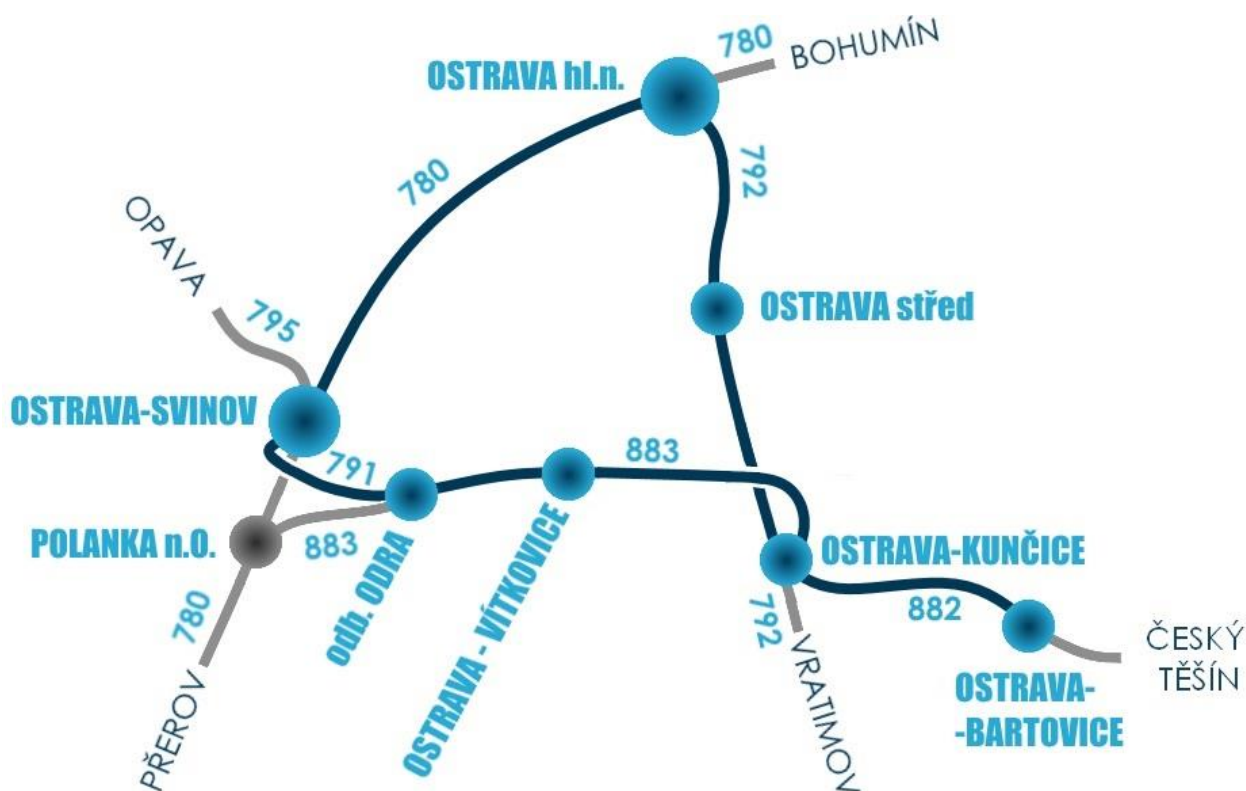 780
BOHUMÍN
OSTRAVA hl.n.
792
780
OPAVA
795
OSTRAVA střed
OSTRAVA-SVINOV
791
883
POLANKA n.O.
883
odb. ODRA
OSTRAVA - VÍTKOVICE
OSTRAVA-KUNČICE
882
780
792
PŘEROV
VRATIMOV
OSTRAVA-
-BARTOVICE
ČESKÝ
TĚŠÍN